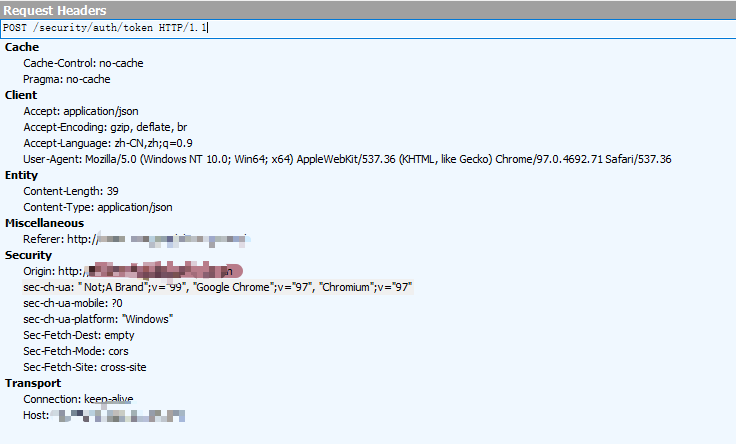 Request Headers
POST /security/auth/token HTTP/1.1
Cache
Cache-Control: no-cache
Pragma: no-cache
Client
Accept: application/json
Accept-Encoding: gzip, deflate, br
Accept-Language: zh-CN,zh;q=0.9
User-Agent: Mozilla/5.0 (Windows NT 10.0; Win64; x64) AppleWebKit/537.36 (KHTML, like Gecko) Chrome/97.0.4692.71 Safari/537.36
Entity
Content-Length: 39
Content-Type: application/json
Miscellaneous
Referer: http:/
Security
Origin: http:
sec-ch-ua: " Not;A Brand";v="99", "Google Chrome";v="97", "Chromium";v="97"
sec-ch-ua-mobile: ?0
sec-ch-ua-platform: "Windows"
Sec-Fetch-Dest: empty
Sec-Fetch-Mode: cors
Sec-Fetch-Site: cross-site
Transport
Connection: keep-alive
Host: